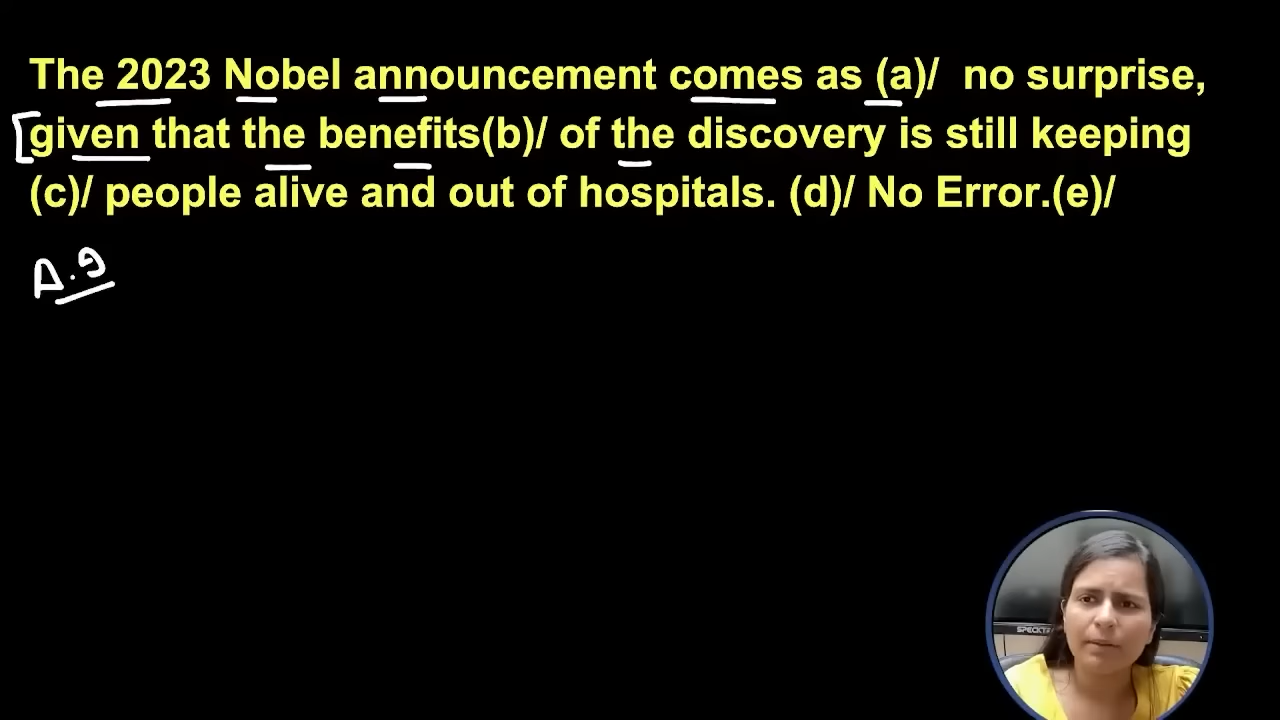 The 2023 Nobel announcement comes as (a)/ no surprise,
given that the benefits(b)/ of the discovery is still keeping
(c)/ people alive and out of hospitals. (d)/ No Error.(e)/